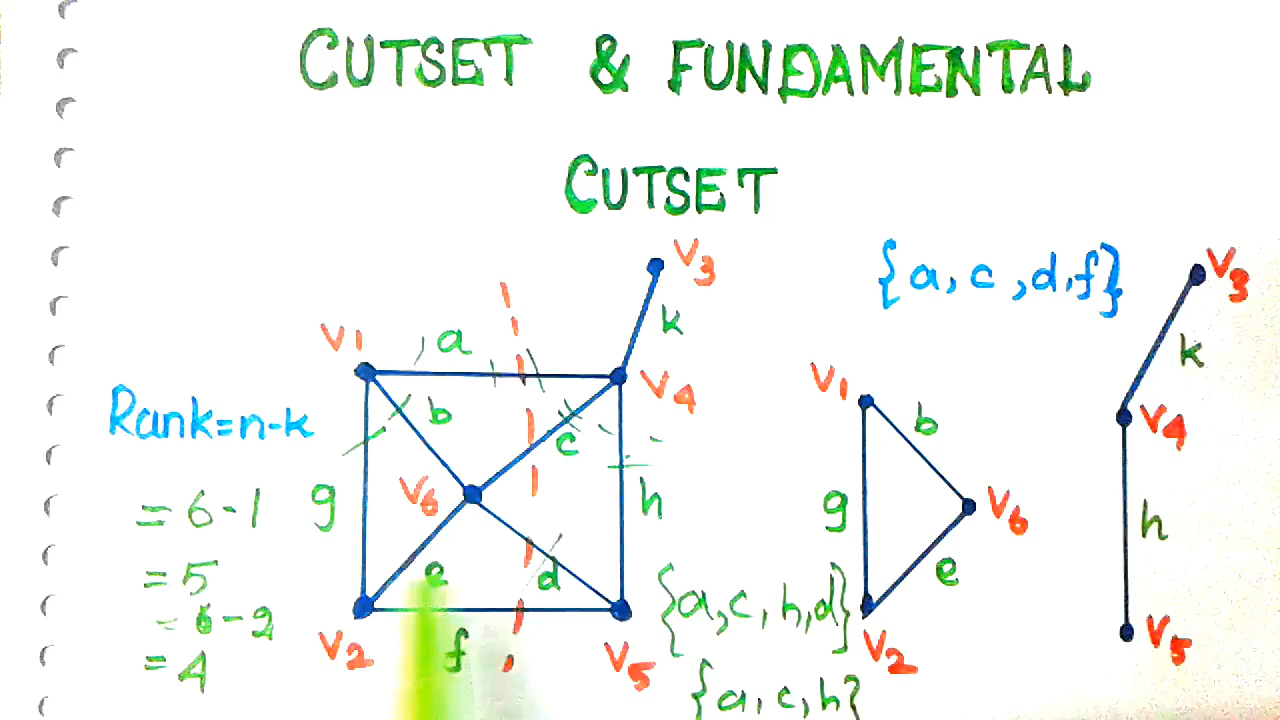 CUTSET & FUNDAMENTAL
CUTSET
V3
{a, c, d, f}
V3
k
k
V1
a
V4
V1
V4
Rank=n-k
b
c
b
= 6-1
g
V6
h
g
V6
h
= 5
e
d
{a, c, h, d}
e
= 6-2
= 4
V2
f
V5
V2
V5
{a, c, h}